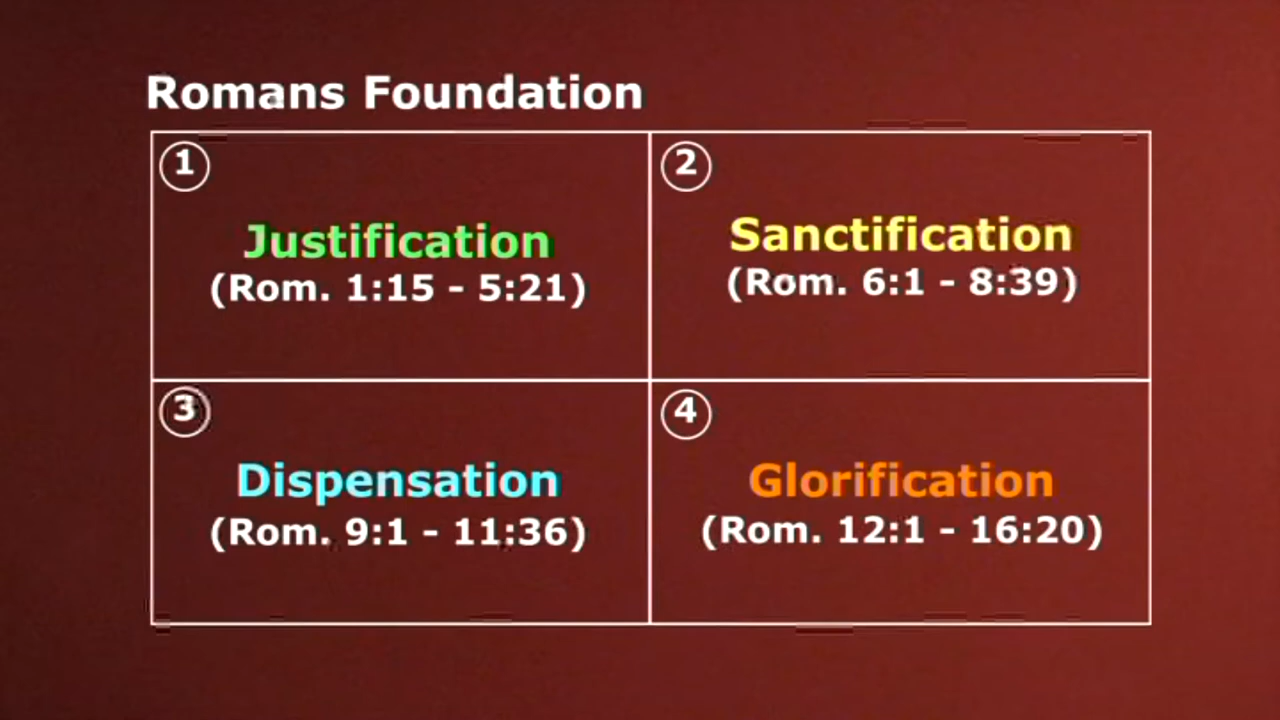 Romans Foundation
1
Justification
(Rom. 1:15 - 5:21)
2
Sanctification
(Rom. 6:1 - 8:39)
3
Dispensation
(Rom. 9:1 - 11:36)
4
Glorification
(Rom. 12:1 - 16:20)